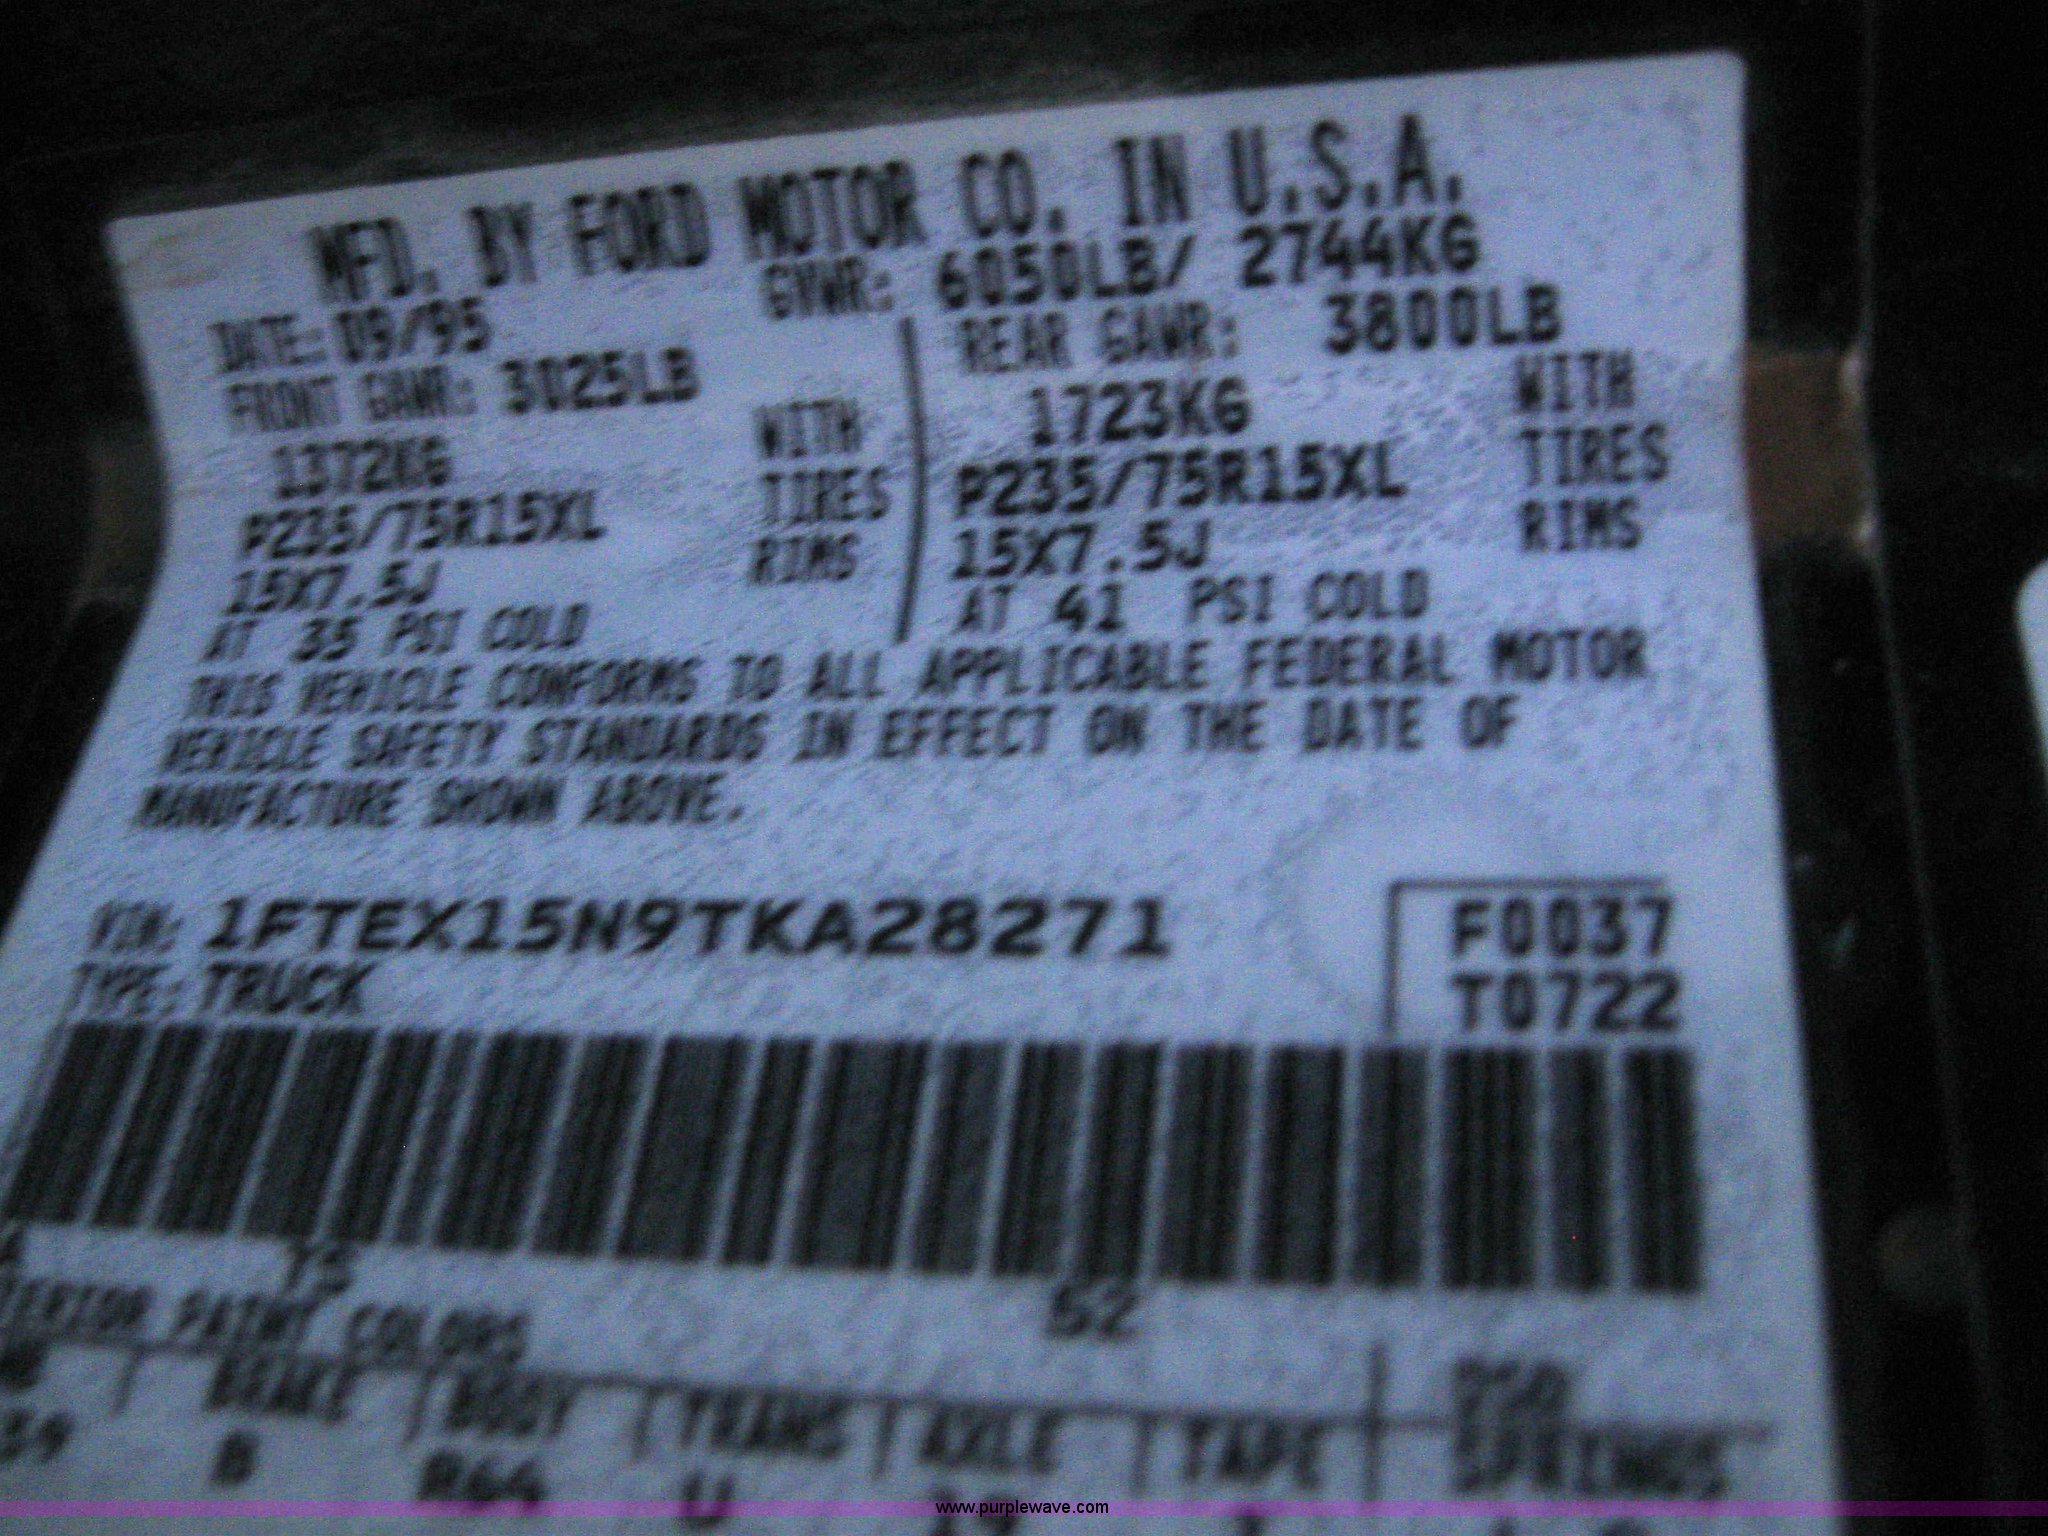 MFD. BY FORD MOTOR CO. IN U.S.A.
DATE: 09/95 GVWR: 6050LB/ 2744KG
FRONT GAWR: 3025LB REAR GAWR: 3800LB
1372KG WITH 1723KG WITH
P235/75R15XL TIRES P235/75R15XL TIRES
15X7.5J RIMS 15X7.5J RIMS
AT 35 PSI COLD AT 41 PSI COLD
THIS VEHICLE CONFORMS TO ALL APPLICABLE FEDERAL MOTOR
VEHICLE SAFETY STANDARDS IN EFFECT ON THE DATE OF
MANUFACTURE SHOWN ABOVE.
VIN: 1FTEX15N9TKA28271 F0037
TYPE: TRUCK T0722
PAINT COLORS 52
BRAKE BODY TRANS AXLE TAPE SPRINGS
39 B U
www.purplewave.com